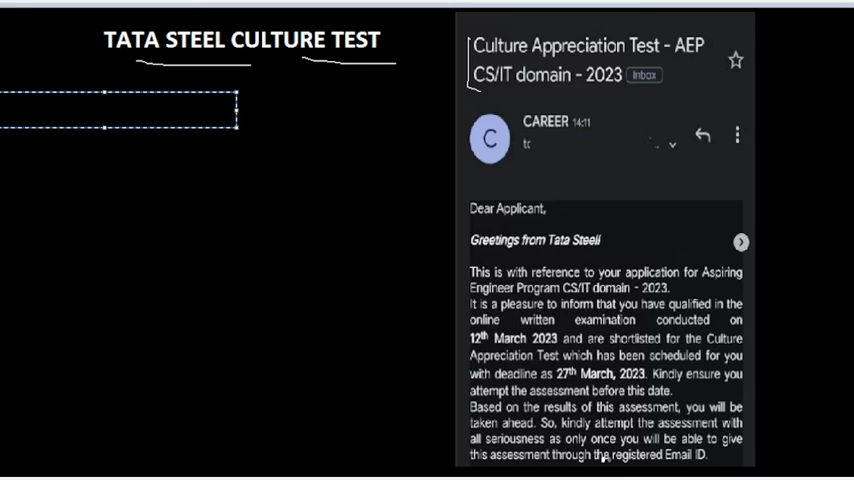 TATA STEEL CULTURE TEST
Culture Appreciation Test - AEP
CS/IT domain - 2023 Inbox
C
CAREER 14:11
Dear Applicant,
Greetings from Tata Steel!
This is with reference to your application for Aspiring
Engineer Program CS/IT domain - 2023.
It is a pleasure to inform that you have qualified in the
online written examination conducted on
12th March 2023 and are shortlisted for the Culture
Appreciation Test which has been scheduled for you
with deadline as 27th March, 2023. Kindly ensure you
attempt the assessment before this date.
Based on the results of this assessment, you will be
taken ahead. So, kindly attempt the assessment with
all seriousness as only once you will be able to give
this assessment through the registered Email ID.